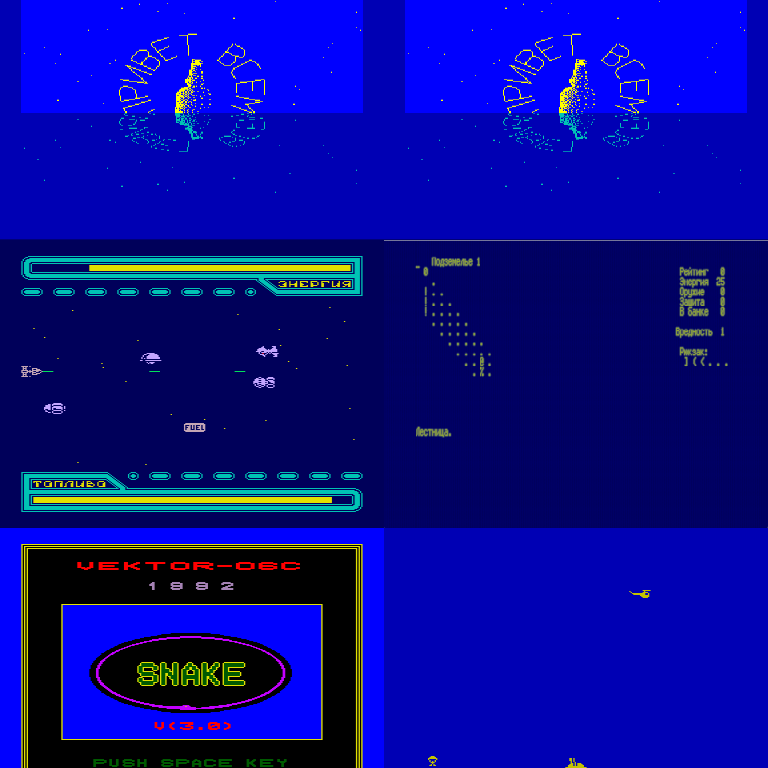 ПРИВЕТ ВСЕМ
ПРИВЕТ ВСЕМ
ЭНЕРГИЯ
FUEL
ТОПЛИВО
Подземелье 1
Рейтинг 0
Энергия 25
Оружие 0
Защита 0
В банке 0
Вредность 1
Рюкзак:
] ( ( . . .
Лестница.
VEKTOR-06C
1992
SNAKE
V(3.0)
PUSH SPACE KEY